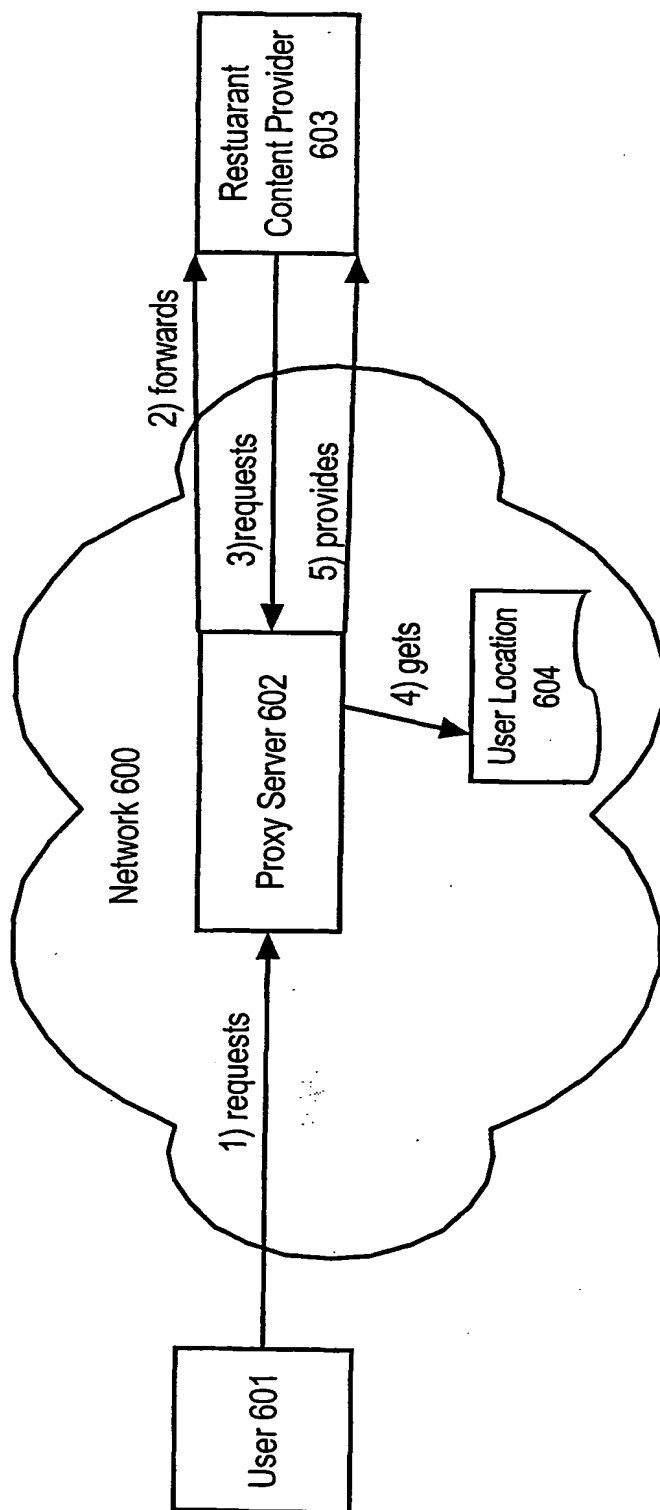 Network 600
User 601
1) requests
Proxy Server 602
2) forwards
3)requests
5) provides
4) gets
User Location
604
Restuarant
Content Provider
603